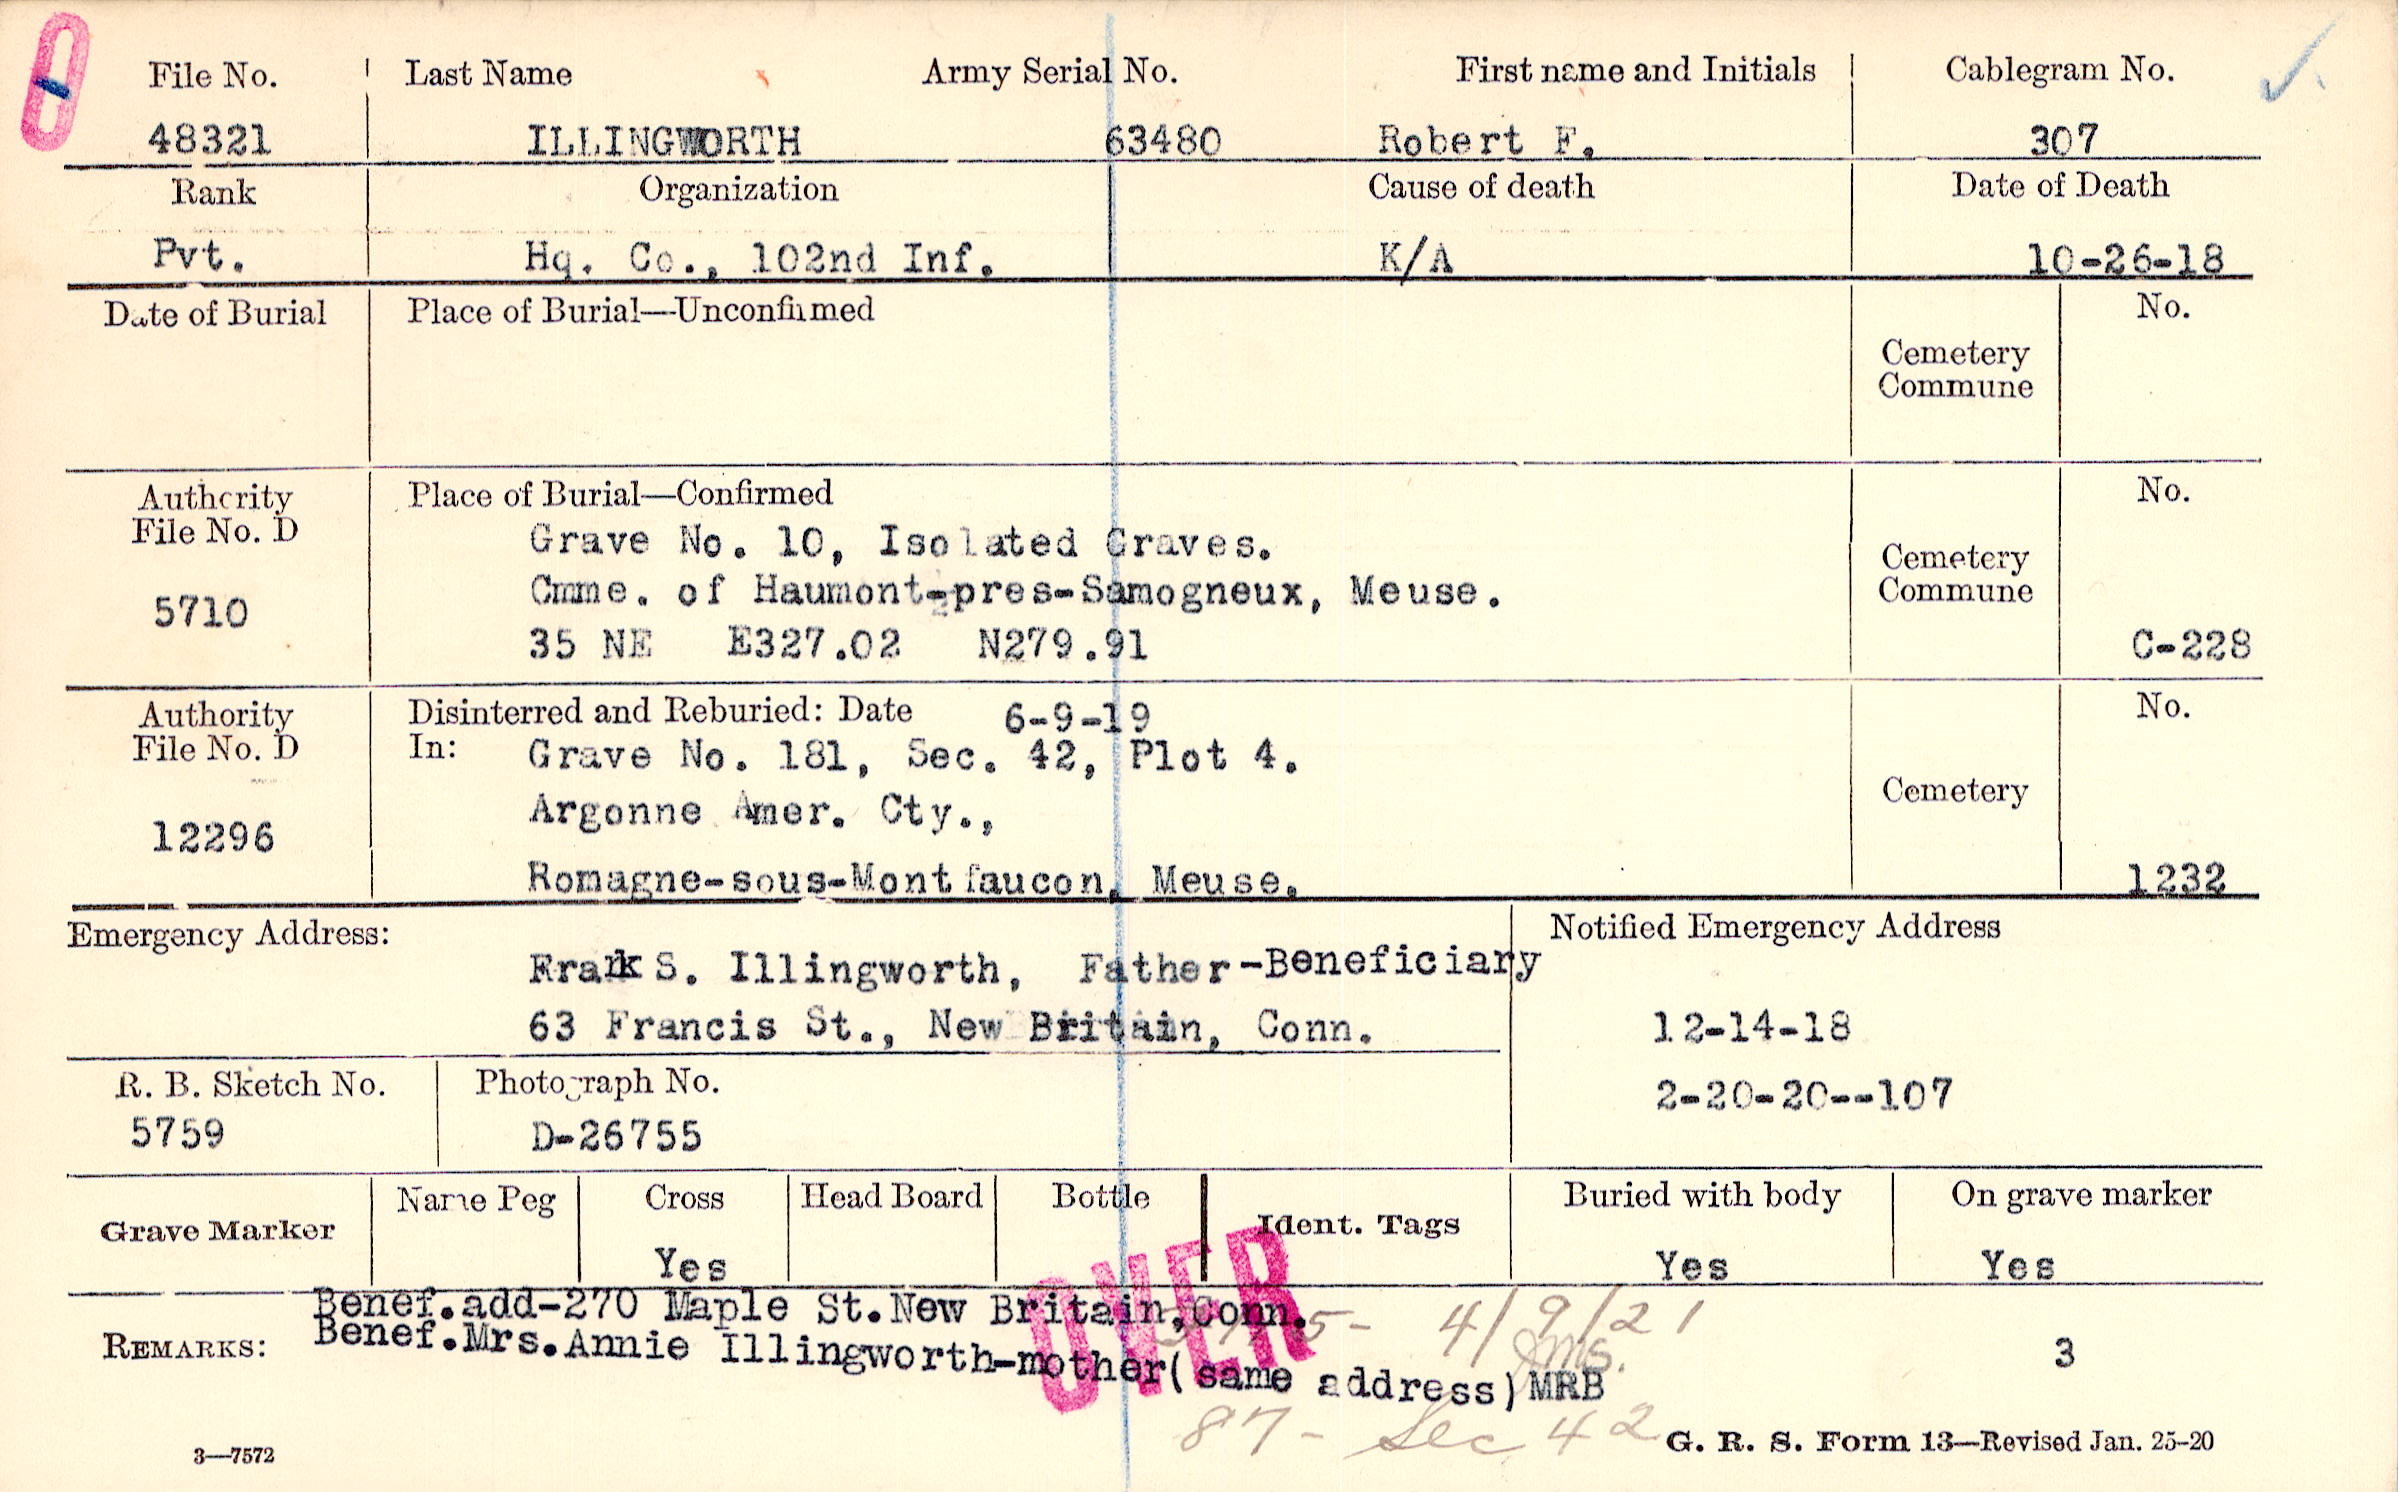 File No. Last Name Army Serial No. First name and Initials Cablegram No.
48321 ILLINGWORTH 63480 Robert F. 307
Rank Organization Cause of death Date of Death
Pvt. Hq. Co., 102nd Inf. K/A 10-26-18
Date of Burial Place of Burial—Unconfirmed No.
Cemetery
Commune
Authority Place of Burial—Confirmed No.
File No. D Grave No. 10, Isolated Graves.
Cemetery
Commune
5710 Cmme. of Haumont-pres-Samogneux, Meuse.
35 NE E327.02 N279.91 C-228
Authority Disinterred and Reburied: Date 6-9-19 No.
File No. D In: Grave No. 181, Sec. 42, Plot 4.
Cemetery
12296 Argonne Amer. Cty.,
Romagne-sous-Montfaucon, Meuse. 1232
Emergency Address: Notified Emergency Address
Frank S. Illingworth, Father-Beneficiary
63 Francis St., New Britain, Conn. 12-14-18
R. B. Sketch No. Photograph No. 2-20-20--107
5759 D-26755
Grave Marker Name Peg Cross Head Board Bottle Ident. Tags Buried with body On grave marker
Yes Yes Yes
OVER
Benef.add-270 Maple St.New Britain,Conn. 4/9/21
REMARKS: Benef.Mrs.Annie Illingworth-mother(same address)MRB 3
87- Sec 42
3—7572 G. R. S. Form 13—Revised Jan. 25-20